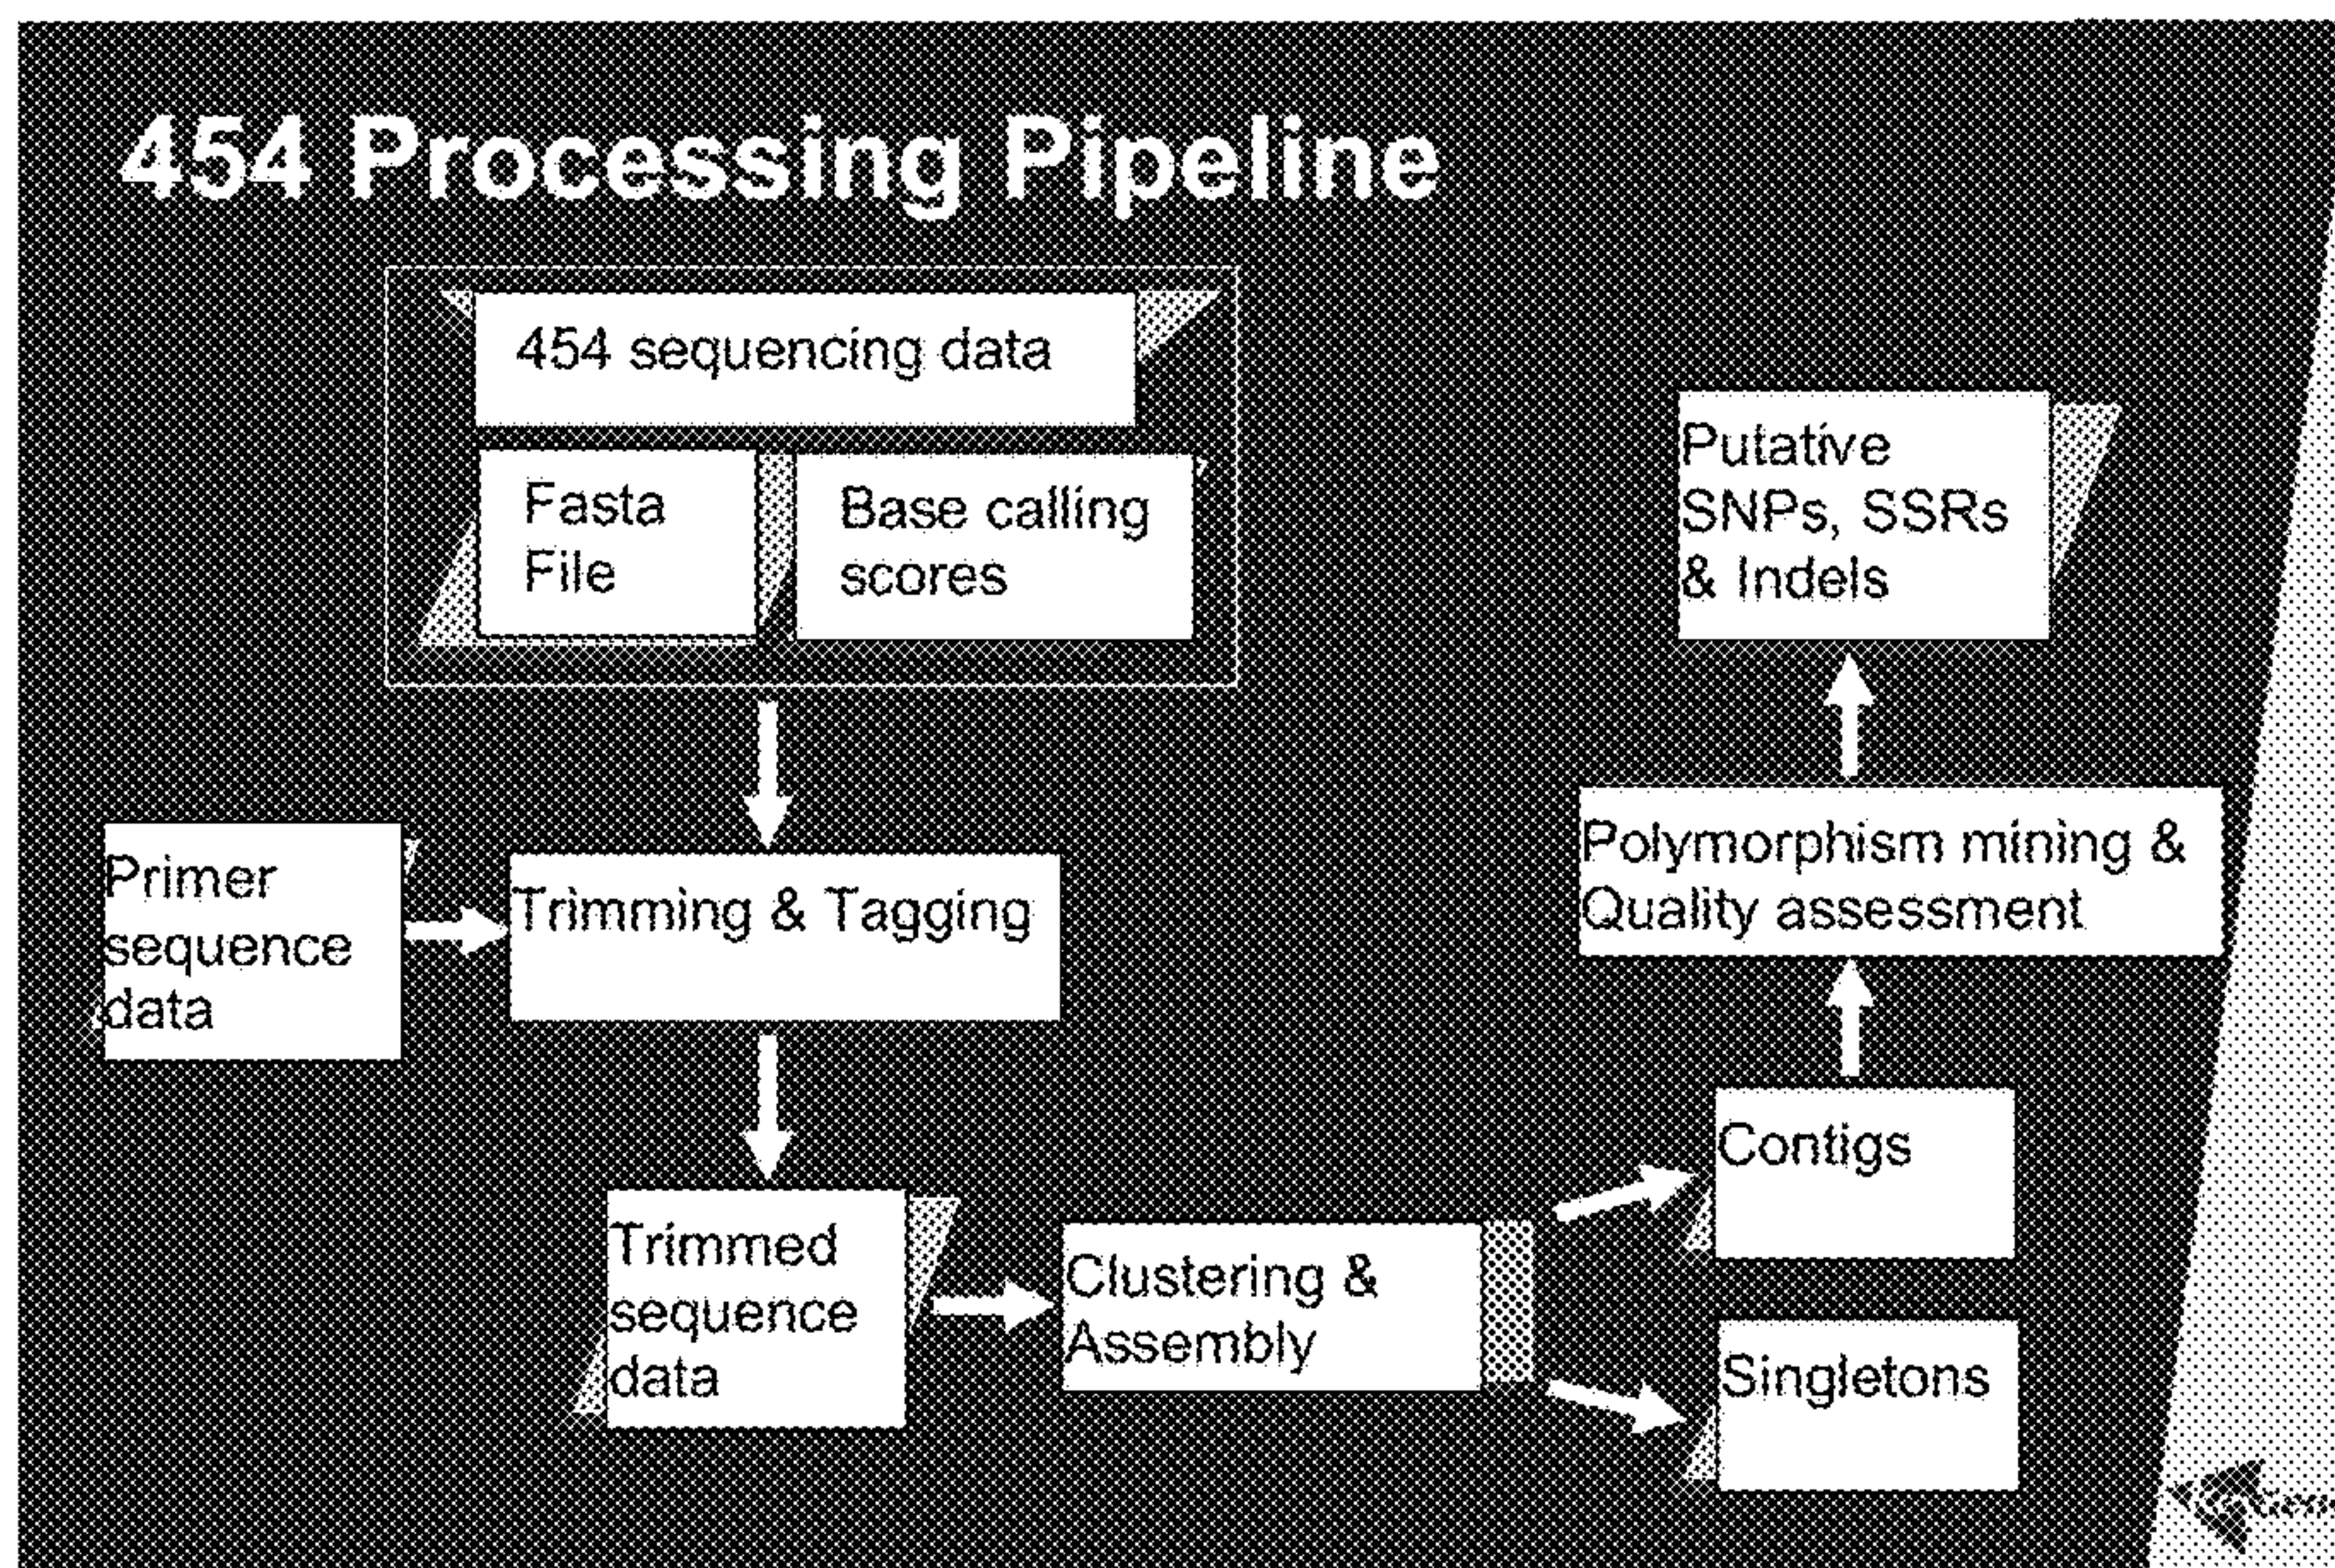 454 Processing Pipeline
454 sequencing data
Fasta
File
Base calling
scores
Primer
sequence
data
Trimming & Tagging
Trimmed
sequence
data
Clustering &
Assembly
Contigs
Singletons
Polymorphism mining &
Quality assessment
Putative
SNPs, SSRs
& Indels